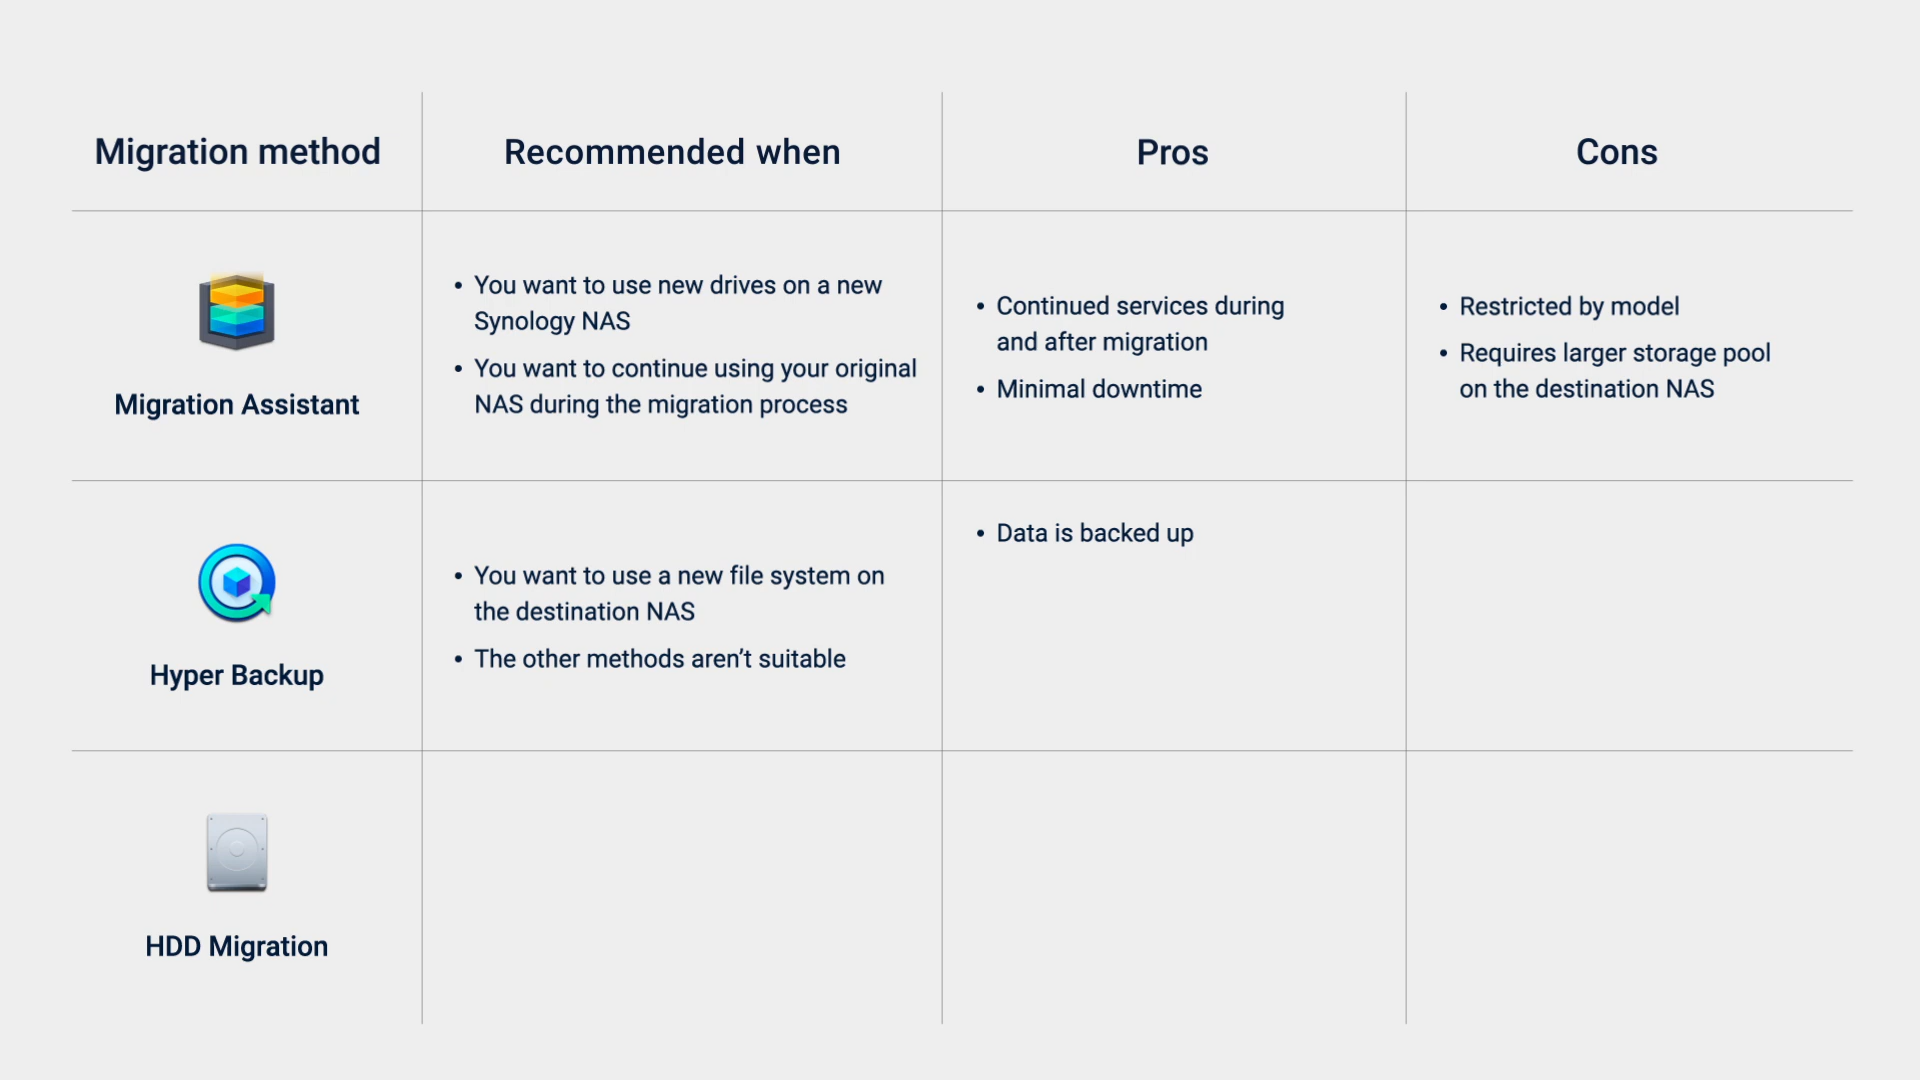 Migration method
Recommended when
Pros
Cons
Migration Assistant
• You want to use new drives on a new
Synology NAS
• You want to continue using your original
NAS during the migration process
• Continued services during
and after migration
• Minimal downtime
• Restricted by model
• Requires larger storage pool
on the destination NAS
Hyper Backup
• You want to use a new file system on
the destination NAS
• The other methods aren’t suitable
• Data is backed up
HDD Migration